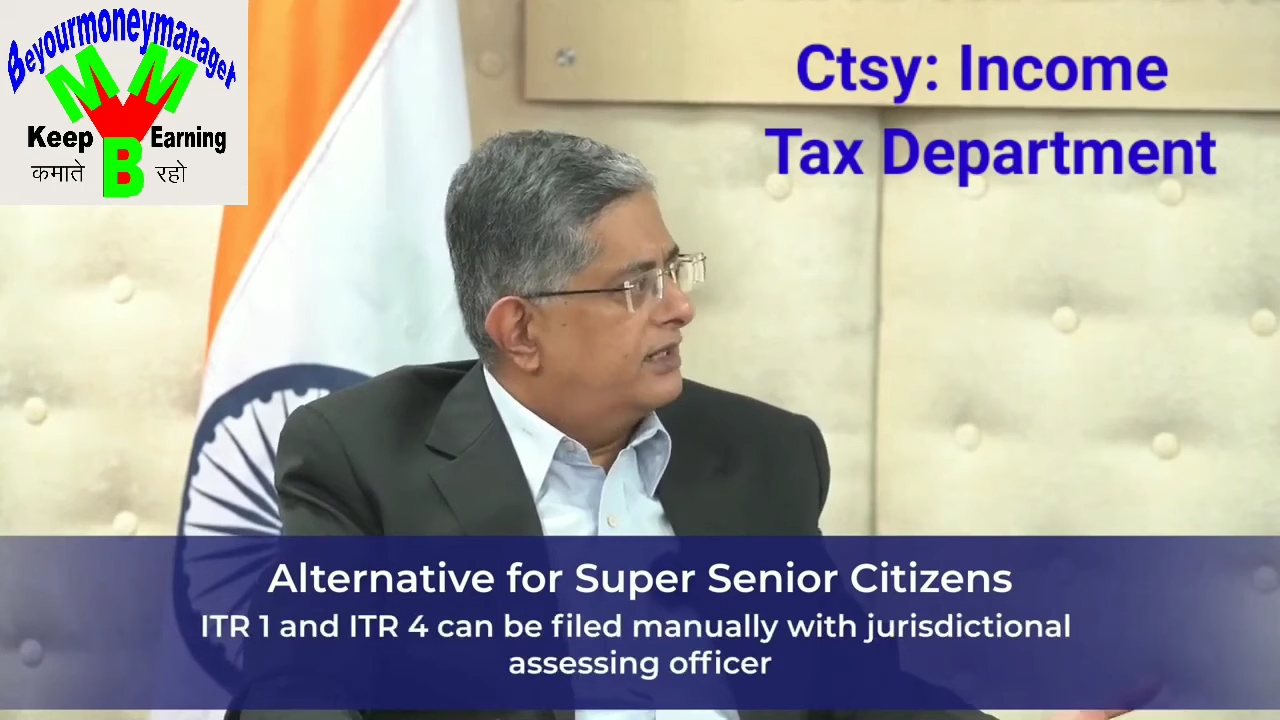 Beyourmoneymanager
M M
Keep Y Earning
कमाते B रहो
Ctsy: Income
Tax Department
Alternative for Super Senior Citizens
ITR 1 and ITR 4 can be filed manually with jurisdictional
assessing officer